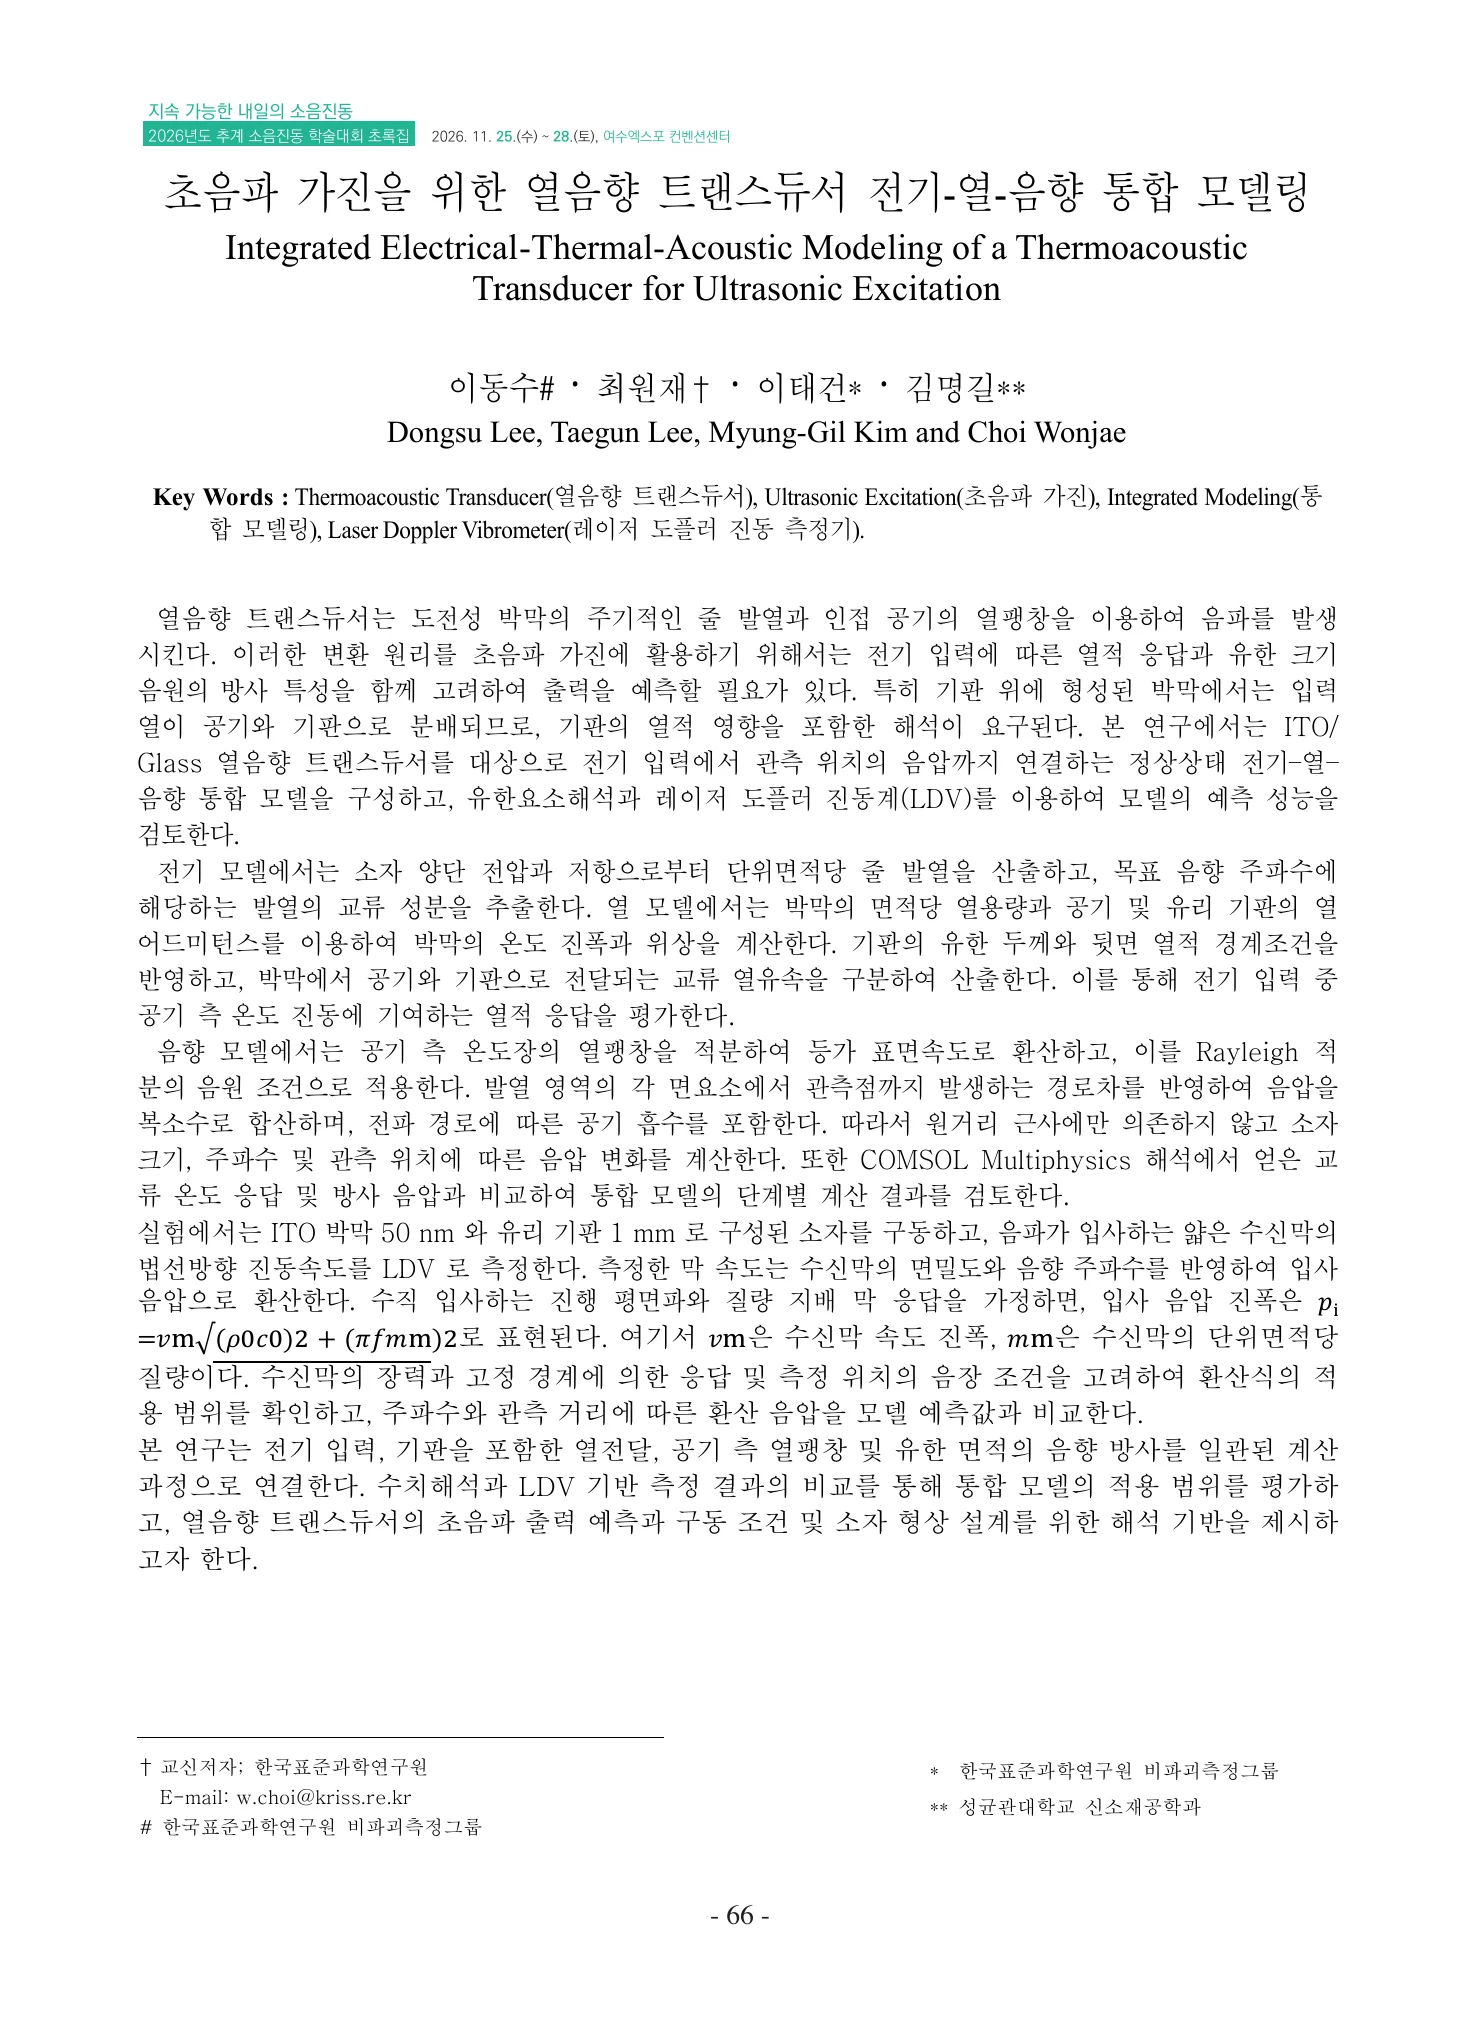 지속 가능한 내일의 소음진동
2026년도 추계 소음진동 학술대회 초록집 2026. 11. 25.(수) ~ 28.(토), 여수엑스포 컨벤션센터
초음파 가진을 위한 열음향 트랜스듀서 전기-열-음향 통합 모델링
Integrated Electrical-Thermal-Acoustic Modeling of a Thermoacoustic
Transducer for Ultrasonic Excitation
이동수# · 최원재† · 이태건* · 김명길**
Dongsu Lee, Taegun Lee, Myung-Gil Kim and Choi Wonjae
Key Words : Thermoacoustic Transducer(열음향 트랜스듀서), Ultrasonic Excitation(초음파 가진), Integrated Modeling(통
합 모델링), Laser Doppler Vibrometer(레이저 도플러 진동 측정기).
열음향 트랜스듀서는 도전성 박막의 주기적인 줄 발열과 인접 공기의 열팽창을 이용하여 음파를 발생
시킨다. 이러한 변환 원리를 초음파 가진에 활용하기 위해서는 전기 입력에 따른 열적 응답과 유한 크기
음원의 방사 특성을 함께 고려하여 출력을 예측할 필요가 있다. 특히 기판 위에 형성된 박막에서는 입력
열이 공기와 기판으로 분배되므로, 기판의 열적 영향을 포함한 해석이 요구된다. 본 연구에서는 ITO/
Glass 열음향 트랜스듀서를 대상으로 전기 입력에서 관측 위치의 음압까지 연결하는 정상상태 전기–열–
음향 통합 모델을 구성하고, 유한요소해석과 레이저 도플러 진동계(LDV)를 이용하여 모델의 예측 성능을
검토한다.
전기 모델에서는 소자 양단 전압과 저항으로부터 단위면적당 줄 발열을 산출하고, 목표 음향 주파수에
해당하는 발열의 교류 성분을 추출한다. 열 모델에서는 박막의 면적당 열용량과 공기 및 유리 기판의 열
어드미턴스를 이용하여 박막의 온도 진폭과 위상을 계산한다. 기판의 유한 두께와 뒷면 열적 경계조건을
반영하고, 박막에서 공기와 기판으로 전달되는 교류 열유속을 구분하여 산출한다. 이를 통해 전기 입력 중
공기 측 온도 진동에 기여하는 열적 응답을 평가한다.
음향 모델에서는 공기 측 온도장의 열팽창을 적분하여 등가 표면속도로 환산하고, 이를 Rayleigh 적
분의 음원 조건으로 적용한다. 발열 영역의 각 면요소에서 관측점까지 발생하는 경로차를 반영하여 음압을
복소수로 합산하며, 전파 경로에 따른 공기 흡수를 포함한다. 따라서 원거리 근사에만 의존하지 않고 소자
크기, 주파수 및 관측 위치에 따른 음압 변화를 계산한다. 또한 COMSOL Multiphysics 해석에서 얻은 교
류 온도 응답 및 방사 음압과 비교하여 통합 모델의 단계별 계산 결과를 검토한다.
실험에서는 ITO 박막 50 nm 와 유리 기판 1 mm 로 구성된 소자를 구동하고, 음파가 입사하는 얇은 수신막의
법선방향 진동속도를 LDV 로 측정한다. 측정한 막 속도는 수신막의 면밀도와 음향 주파수를 반영하여 입사
음압으로 환산한다. 수직 입사하는 진행 평면파와 질량 지배 막 응답을 가정하면, 입사 음압 진폭은 pi
=vm√(ρ0c0)2 + (πfmm)2로 표현된다. 여기서 vm은 수신막 속도 진폭, mm은 수신막의 단위면적당
질량이다. 수신막의 장력과 고정 경계에 의한 응답 및 측정 위치의 음장 조건을 고려하여 환산식의 적
용 범위를 확인하고, 주파수와 관측 거리에 따른 환산 음압을 모델 예측값과 비교한다.
본 연구는 전기 입력, 기판을 포함한 열전달, 공기 측 열팽창 및 유한 면적의 음향 방사를 일관된 계산
과정으로 연결한다. 수치해석과 LDV 기반 측정 결과의 비교를 통해 통합 모델의 적용 범위를 평가하
고, 열음향 트랜스듀서의 초음파 출력 예측과 구동 조건 및 소자 형상 설계를 위한 해석 기반을 제시하
고자 한다.
† 교신저자; 한국표준과학연구원
E-mail: w.choi@kriss.re.kr
# 한국표준과학연구원 비파괴측정그룹
* 한국표준과학연구원 비파괴측정그룹
** 성균관대학교 신소재공학과
- 66 -